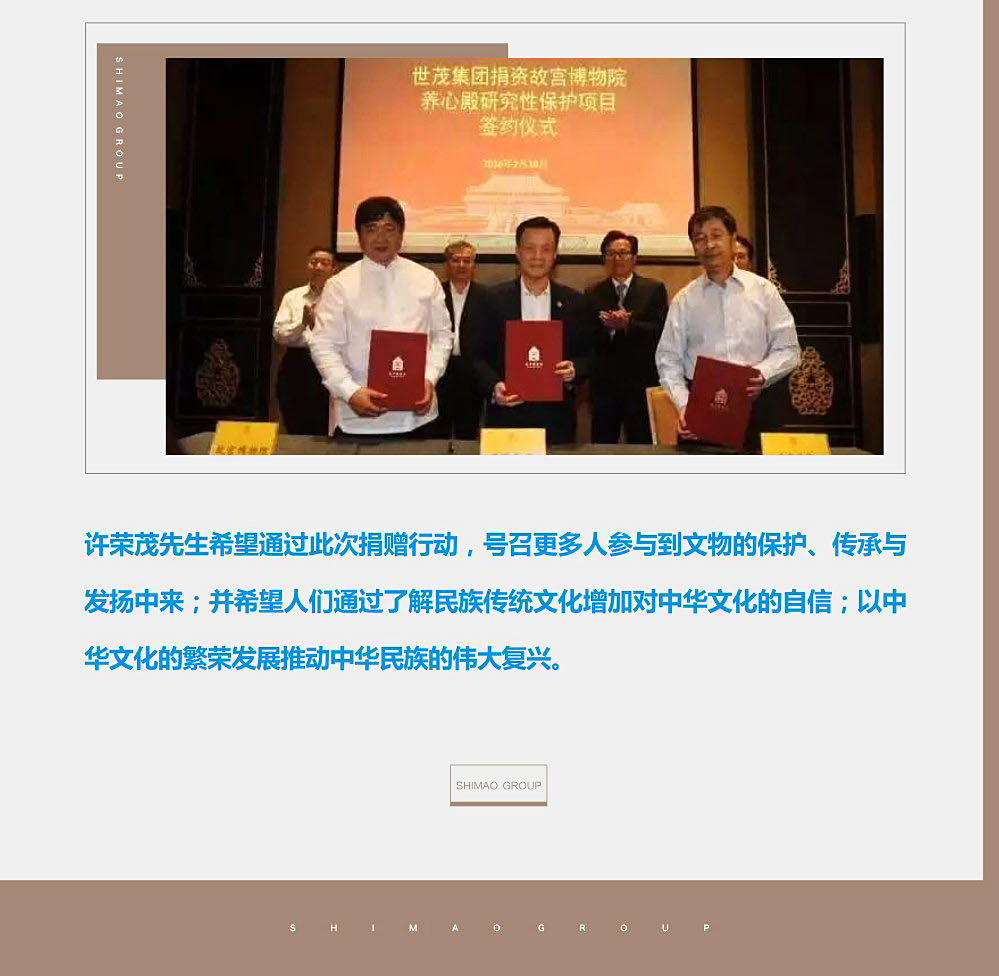 SHIMAO GROUP
世茂集团捐资故宫博物院
养心殿研究性保护项目
签约仪式
故宫博物院
许荣茂先生希望通过此次捐赠行动，号召更多人参与到文物的保护、传承与
发扬中来；并希望人们通过了解民族传统文化增加对中华文化的自信；以中
华文化的繁荣发展推动中华民族的伟大复兴。
SHIMAO GROUP
SHIMAO GROUP